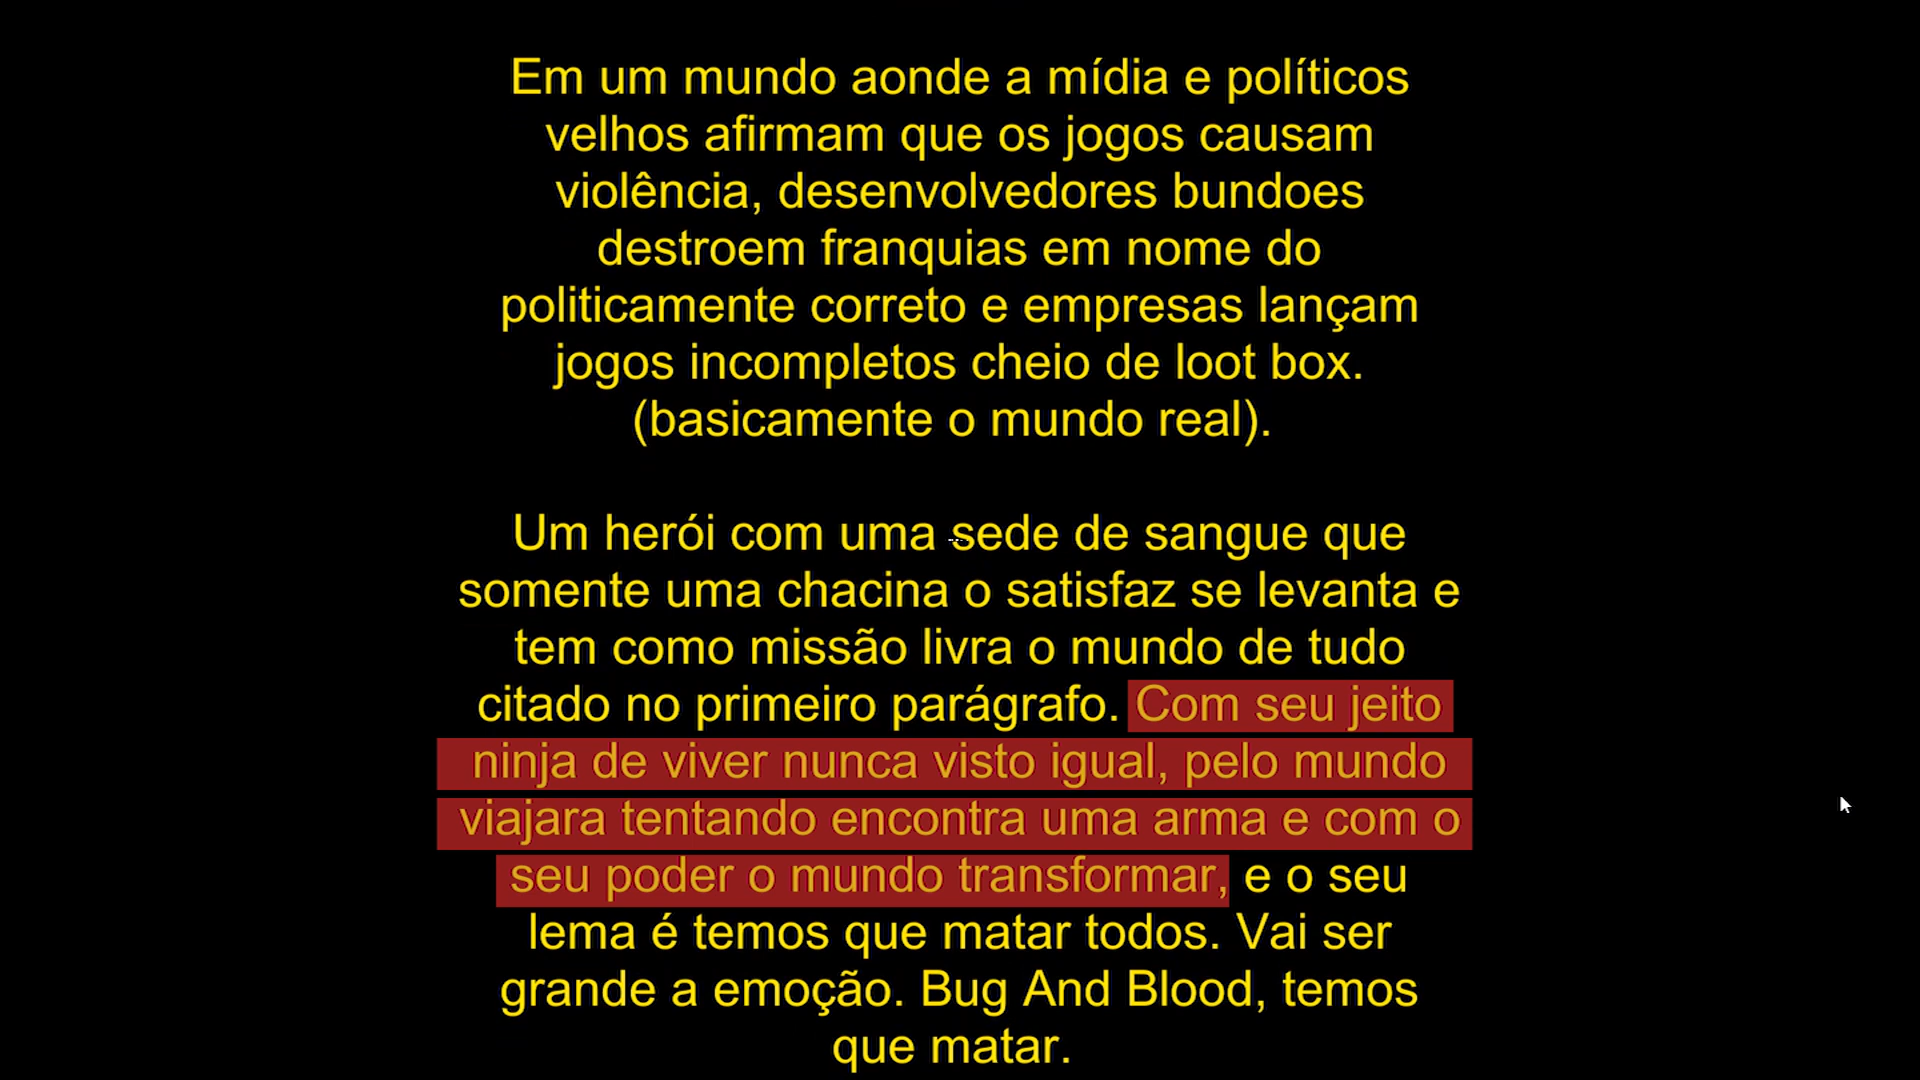 Em um mundo aonde a mídia e políticos
velhos afirmam que os jogos causam
violência, desenvolvedores bundoes
destroem franquias em nome do
politicamente correto e empresas lançam
jogos incompletos cheio de loot box.
(basicamente o mundo real).
Um herói com uma sede de sangue que
somente uma chacina o satisfaz se levanta e
tem como missão livra o mundo de tudo
citado no primeiro parágrafo. Com seu jeito
ninja de viver nunca visto igual, pelo mundo
viajara tentando encontra uma arma e com o
seu poder o mundo transformar, e o seu
lema é temos que matar todos. Vai ser
grande a emoção. Bug And Blood, temos
que matar.